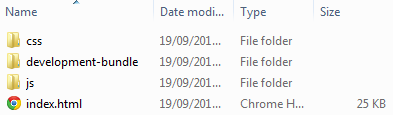 Name Date modi... Type Size
css 19/09/201... File folder
development-bundle 19/09/201... File folder
js 19/09/201... File folder
index.html 19/09/201... Chrome H... 25 KB